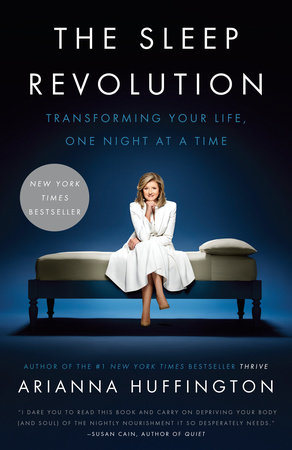 THE SLEEP
REVOLUTION
TRANSFORMING YOUR LIFE,
ONE NIGHT AT A TIME
NEW YORK
TIMES
BESTSELLER
AUTHOR OF THE #1 NEW YORK TIMES BESTSELLER THRIVE
ARIANNA HUFFINGTON
"I DARE YOU TO READ THIS BOOK AND CARRY ON DEPRIVING YOUR BODY
(AND SOUL) OF THE NIGHTLY NOURISHMENT IT SO DESPERATELY NEEDS."
—SUSAN CAIN, AUTHOR OF QUIET